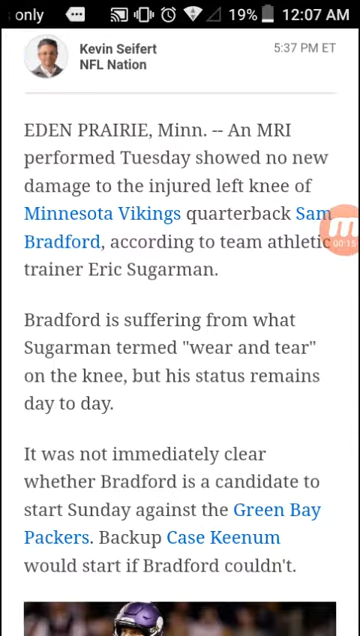 only
19%
12:07 AM
Kevin Seifert
5:37 PM ET
NFL Nation
EDEN PRAIRIE, Minn. -- An MRI
performed Tuesday showed no new
damage to the injured left knee of
Minnesota Vikings quarterback Sam
Bradford, according to team athletic
00:15
trainer Eric Sugarman.
Bradford is suffering from what
Sugarman termed "wear and tear"
on the knee, but his status remains
day to day.
It was not immediately clear
whether Bradford is a candidate to
start Sunday against the Green Bay
Packers. Backup Case Keenum
would start if Bradford couldn't.